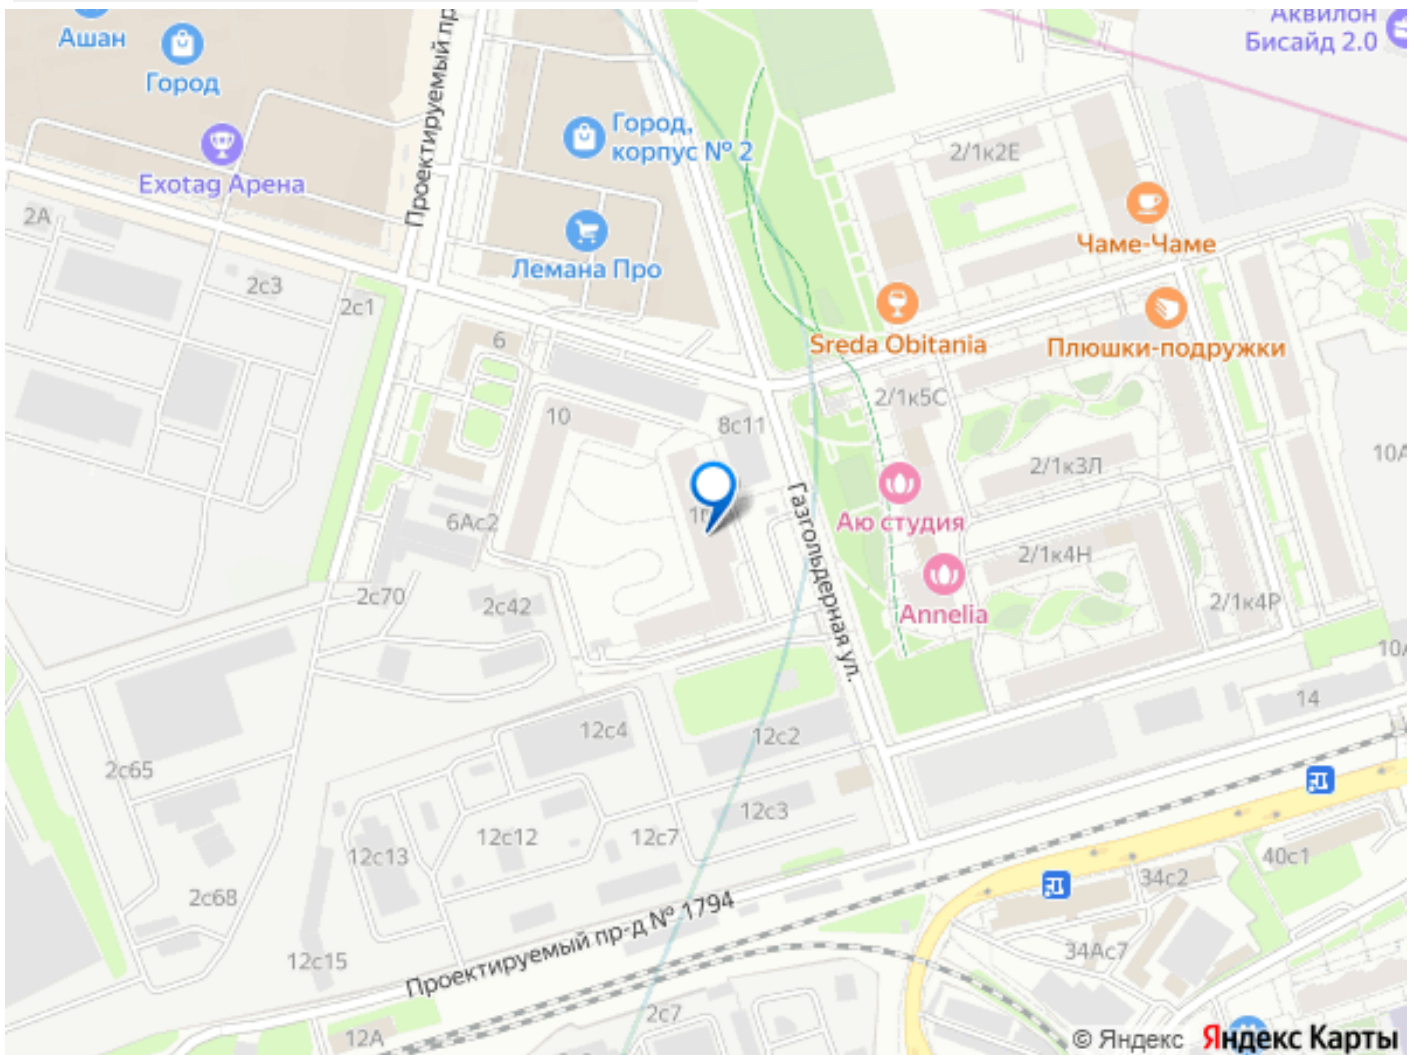 Ашан
Город
Проектируемый пр
Аквилон
Бисайд 2.0
Город,
корпус № 2
2/1к2Е
Exotag Арена
2А
Чаме-Чаме
Лемана Про
2с3
2с1
6
Sreda Obitania
Плюшки-подружки
10
2/1к5С
8с11
2/1к3Л
10А
Газгольдерная ул.
Аю студия
6Ас2
2/1к4Н
2с70
2с42
Annelia
2/1к4Р
10А
14
12с4
12с2
2с65
12с3
12с12
12с7
12с13
40с1
34с2
2с68
Проектируемый пр-д № 1794
34Ас7
12с15
2с7
12А
© Яндекс Яндекс Карты